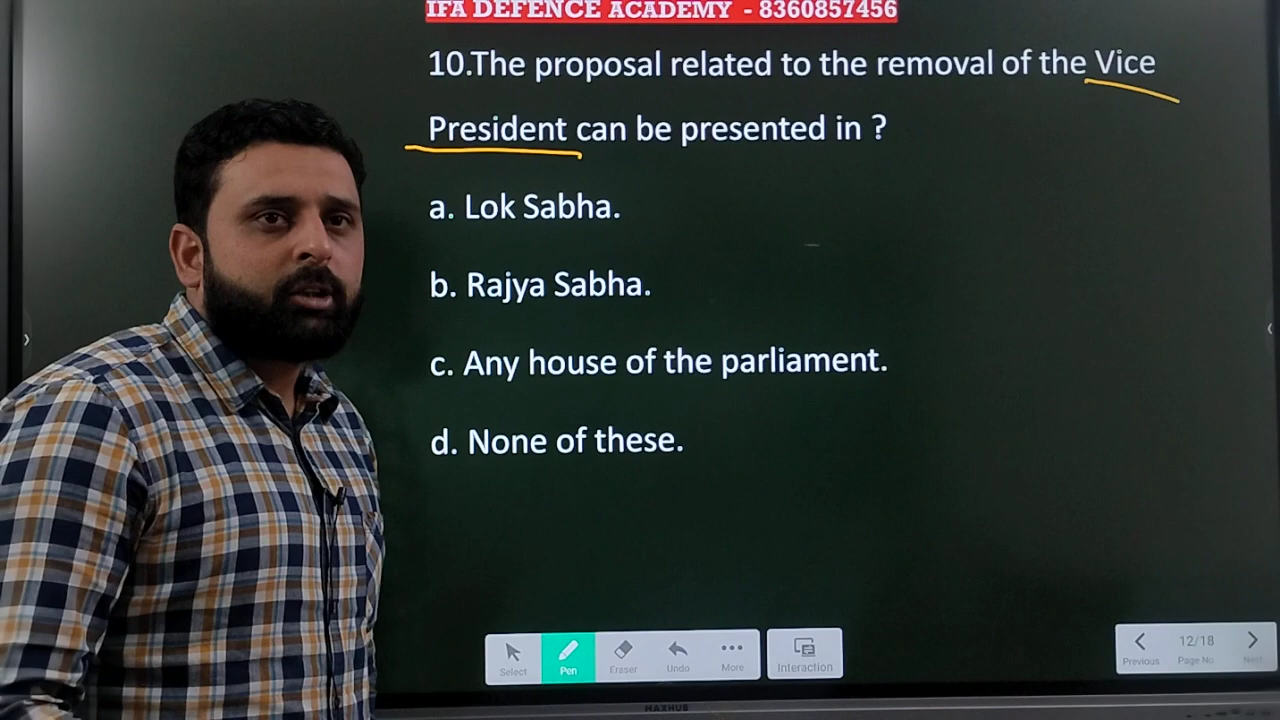 IFA DEFENCE ACADEMY - 8360857456
10.The proposal related to the removal of the Vice
President can be presented in ?
a. Lok Sabha.
b. Rajya Sabha.
c. Any house of the parliament.
d. None of these.
Select
Pen
Eraser
Undo
More
Interaction
Previous
12/18
Page No.
Next
MAXHUB